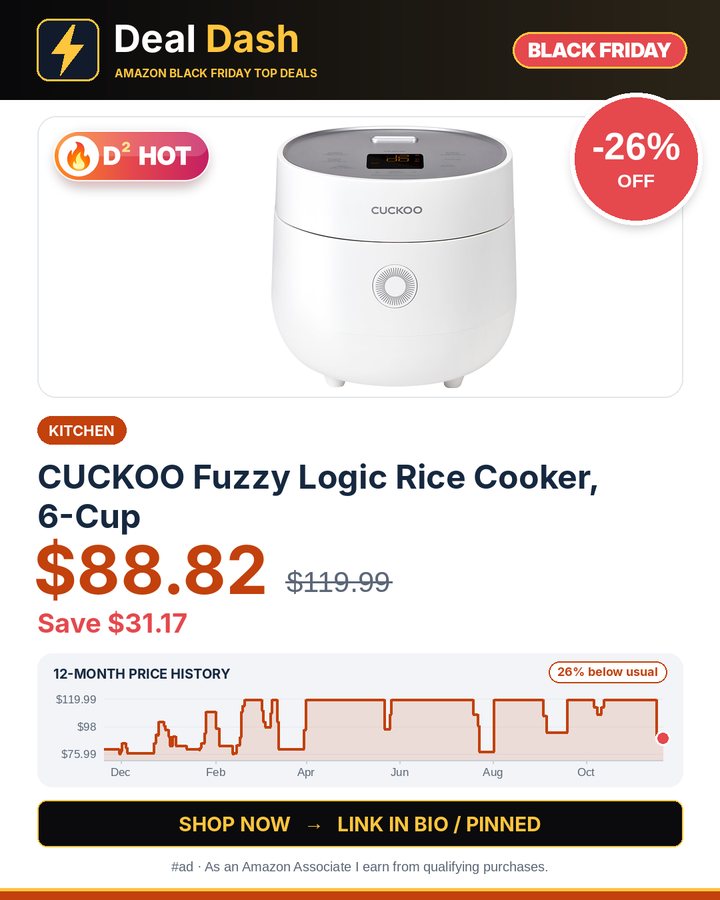 Deal Dash
AMAZON BLACK FRIDAY TOP DEALS
BLACK FRIDAY
D² HOT
-26%
OFF
CUCKOO
KITCHEN
CUCKOO Fuzzy Logic Rice Cooker,
6-Cup
$88.82 $119.99
Save $31.17
12-MONTH PRICE HISTORY
26% below usual
$119.99
$98
$75.99
Dec Feb Apr Jun Aug Oct
SHOP NOW → LINK IN BIO / PINNED
#ad · As an Amazon Associate I earn from qualifying purchases.